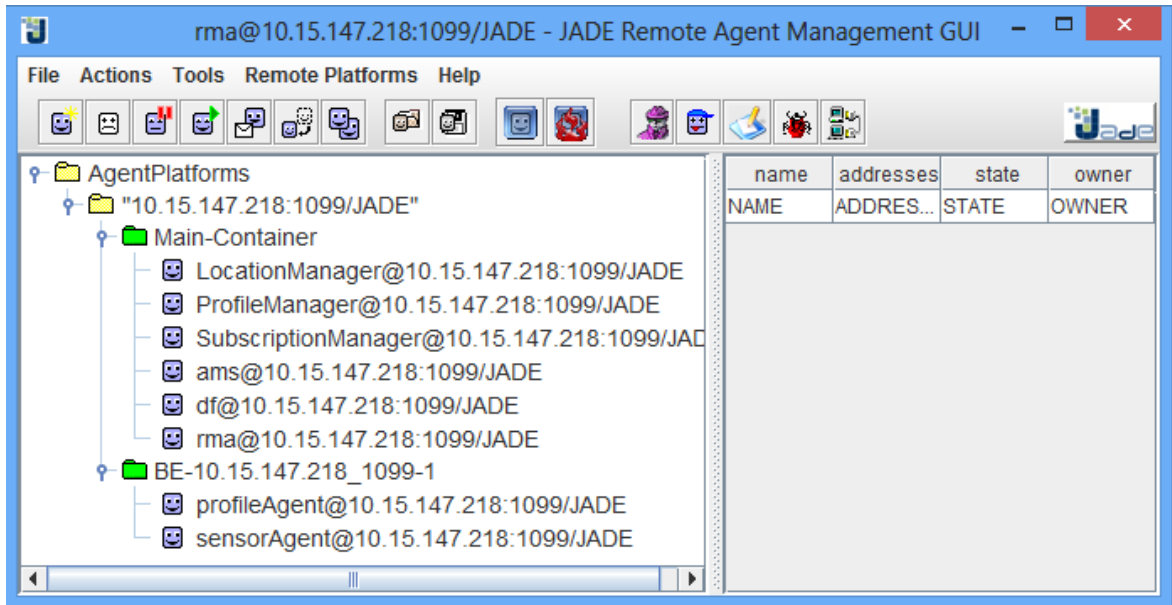 rma@10.15.147.218:1099/JADE - JADE Remote Agent Management GUI
File Actions Tools Remote Platforms Help
Jade
AgentPlatforms
"10.15.147.218:1099/JADE"
Main-Container
LocationManager@10.15.147.218:1099/JADE
ProfileManager@10.15.147.218:1099/JADE
SubscriptionManager@10.15.147.218:1099/JAD
ams@10.15.147.218:1099/JADE
df@10.15.147.218:1099/JADE
rma@10.15.147.218:1099/JADE
BE-10.15.147.218_1099-1
profileAgent@10.15.147.218:1099/JADE
sensorAgent@10.15.147.218:1099/JADE
name addresses state owner
NAME ADDRES... STATE OWNER